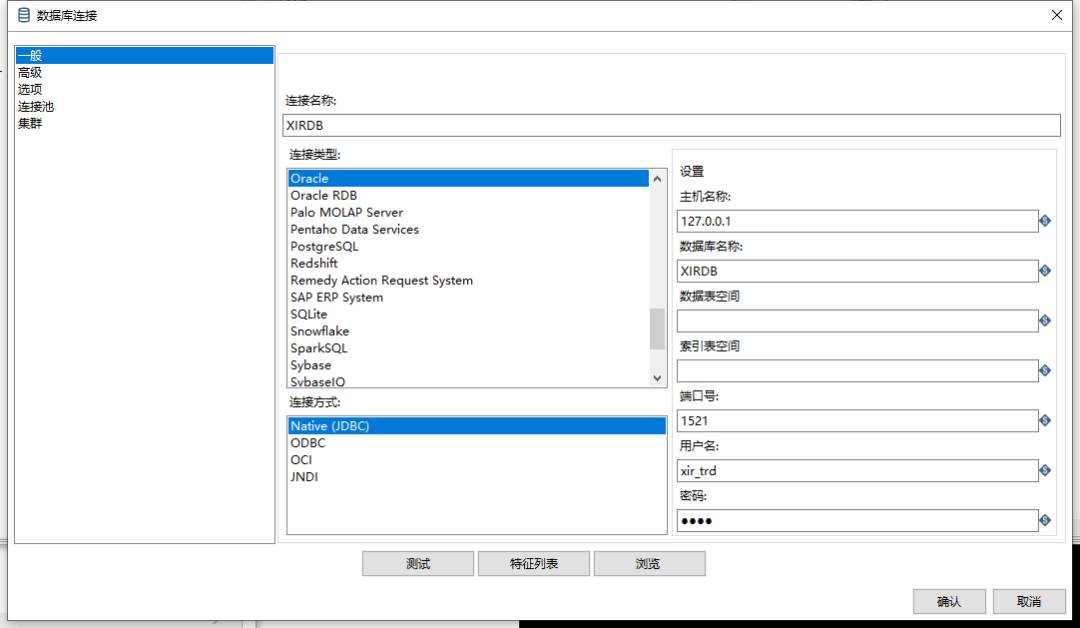 数据库连接
一般
高级
选项
连接池
集群
连接名称:
XIRDB
连接类型:
Oracle
Oracle RDB
Palo MOLAP Server
Pentaho Data Services
PostgreSQL
Redshift
Remedy Action Request System
SAP ERP System
SQLite
Snowflake
SparkSQL
Sybase
SybaseIQ
连接方式:
Native (JDBC)
ODBC
OCI
JNDI
设置
主机名称:
127.0.0.1
数据库名称:
XIRDB
数据表空间
索引表空间
端口号:
1521
用户名:
xir_trd
密码:
●●●●
测试
特征列表
浏览
确认
取消